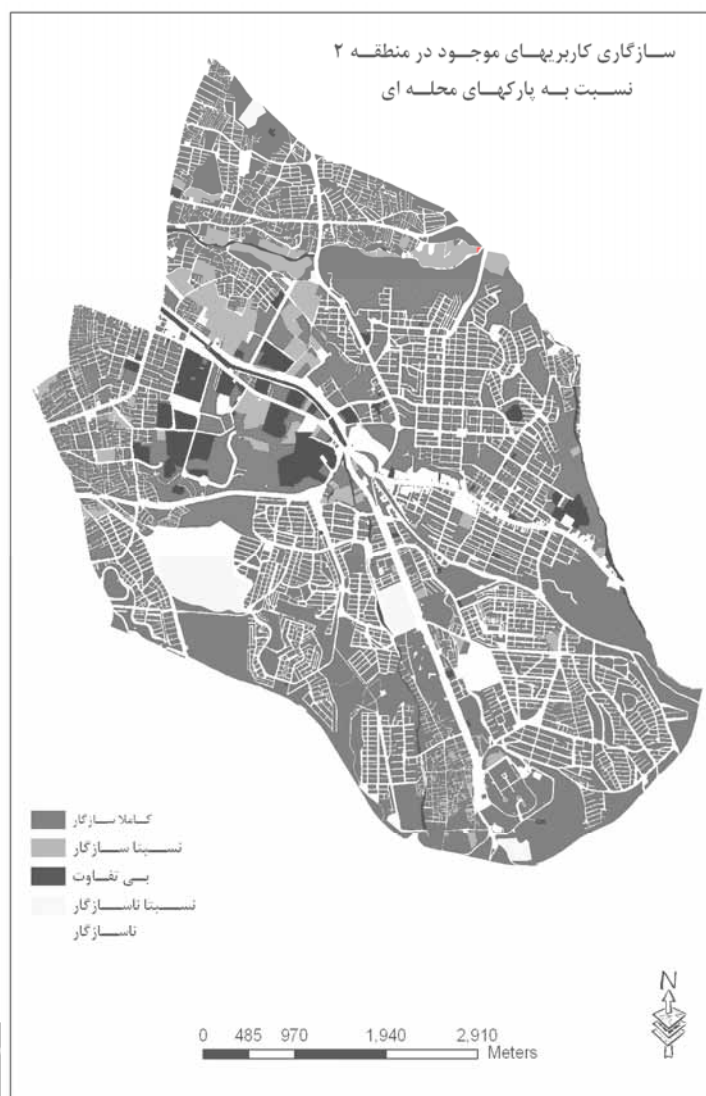 سازگاری کاربریهای موجود در منطقه ۲
نسبت به پارکهای محله ای
کاملا سازگار
نسبتا سازگار
بی تفاوت
نسبتا ناسازگار
ناسازگار
N
0 485 970 1,940 2,910
Meters